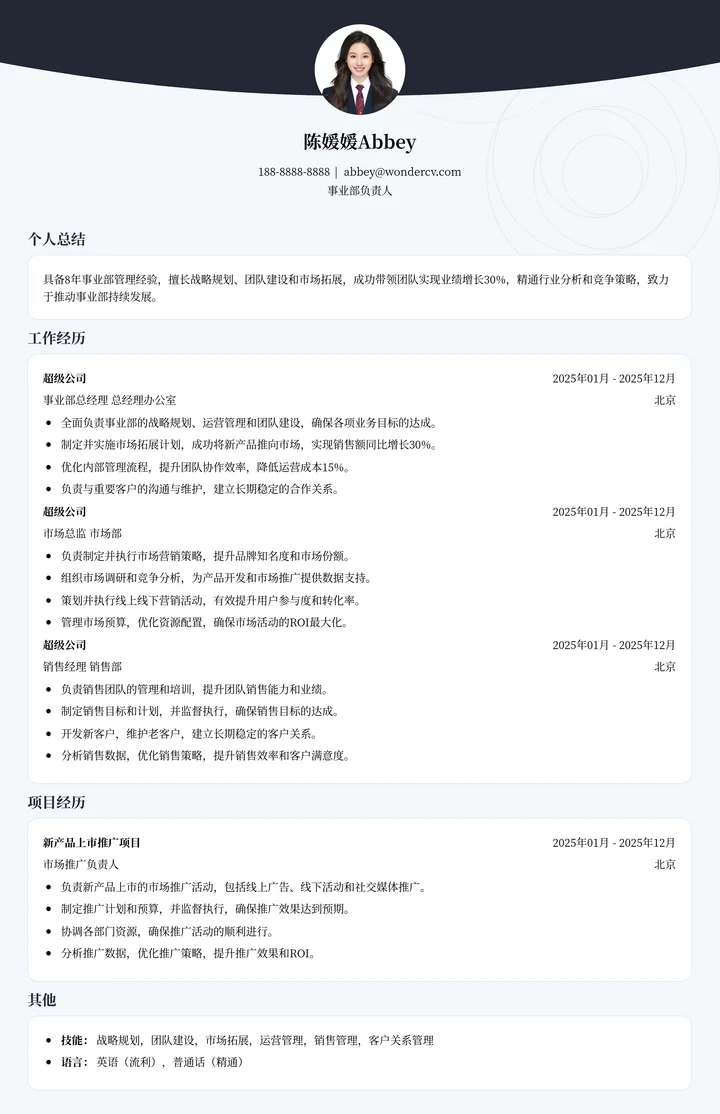 陈媛媛Abbey
188-8888-8888 | abbey@wondercv.com
事业部负责人
个人总结
具备8年事业部管理经验，擅长战略规划、团队建设和市场拓展，成功带领团队实现业绩增长30%，精通行业分析和竞争策略，致力
于推动事业部持续发展。
工作经历
超级公司 2025年01月 - 2025年12月
事业部总经理 总经理办公室 北京
• 全面负责事业部的战略规划、运营管理和团队建设，确保各项业务目标的达成。
• 制定并实施市场拓展计划，成功将新产品推向市场，实现销售额同比增长30%。
• 优化内部管理流程，提升团队协作效率，降低运营成本15%。
• 负责与重要客户的沟通与维护，建立长期稳定的合作关系。
超级公司 2025年01月 - 2025年12月
市场总监 市场部 北京
• 负责制定并执行市场营销策略，提升品牌知名度和市场份额。
• 组织市场调研和竞争分析，为产品开发和市场推广提供数据支持。
• 策划并执行线上线下营销活动，有效提升用户参与度和转化率。
• 管理市场预算，优化资源配置，确保市场活动的ROI最大化。
超级公司 2025年01月 - 2025年12月
销售经理 销售部 北京
• 负责销售团队的管理和培训，提升团队销售能力和业绩。
• 制定销售目标和计划，并监督执行，确保销售目标的达成。
• 开发新客户，维护老客户，建立长期稳定的客户关系。
• 分析销售数据，优化销售策略，提升销售效率和客户满意度。
项目经历
新产品上市推广项目 2025年01月 - 2025年12月
市场推广负责人 北京
• 负责新产品上市的市场推广活动，包括线上广告、线下活动和社交媒体推广。
• 制定推广计划和预算，并监督执行，确保推广效果达到预期。
• 协调各部门资源，确保推广活动的顺利进行。
• 分析推广数据，优化推广策略，提升推广效果和ROI。
其他
• 技能： 战略规划，团队建设，市场拓展，运营管理，销售管理，客户关系管理
• 语言： 英语（流利），普通话（精通）